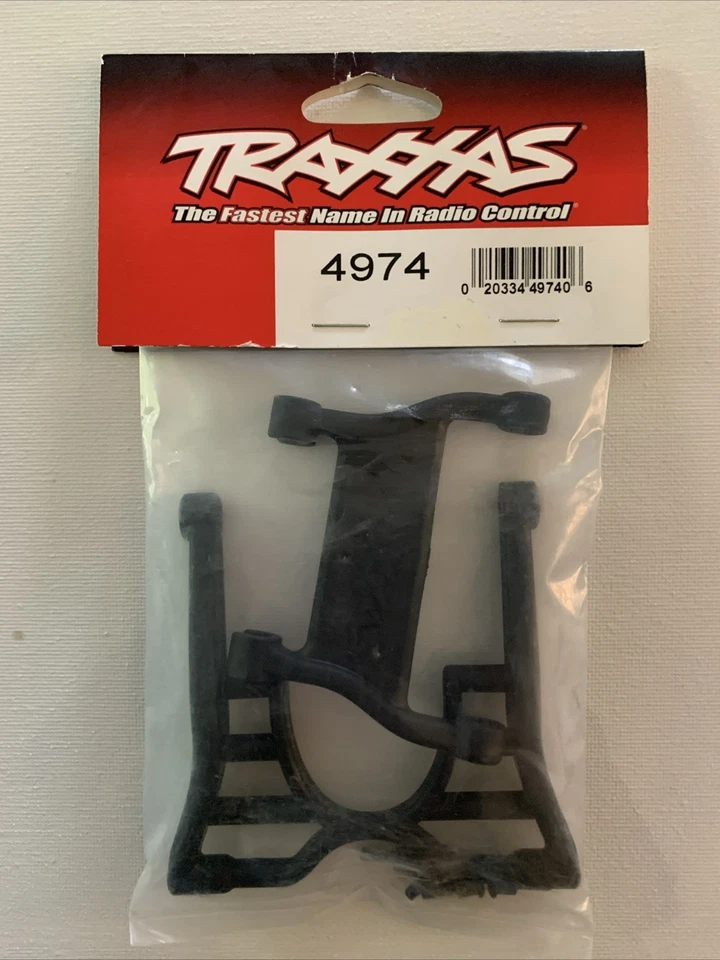 TRAXXAS
The Fastest Name In Radio Control
4974
0 20334 49740 6